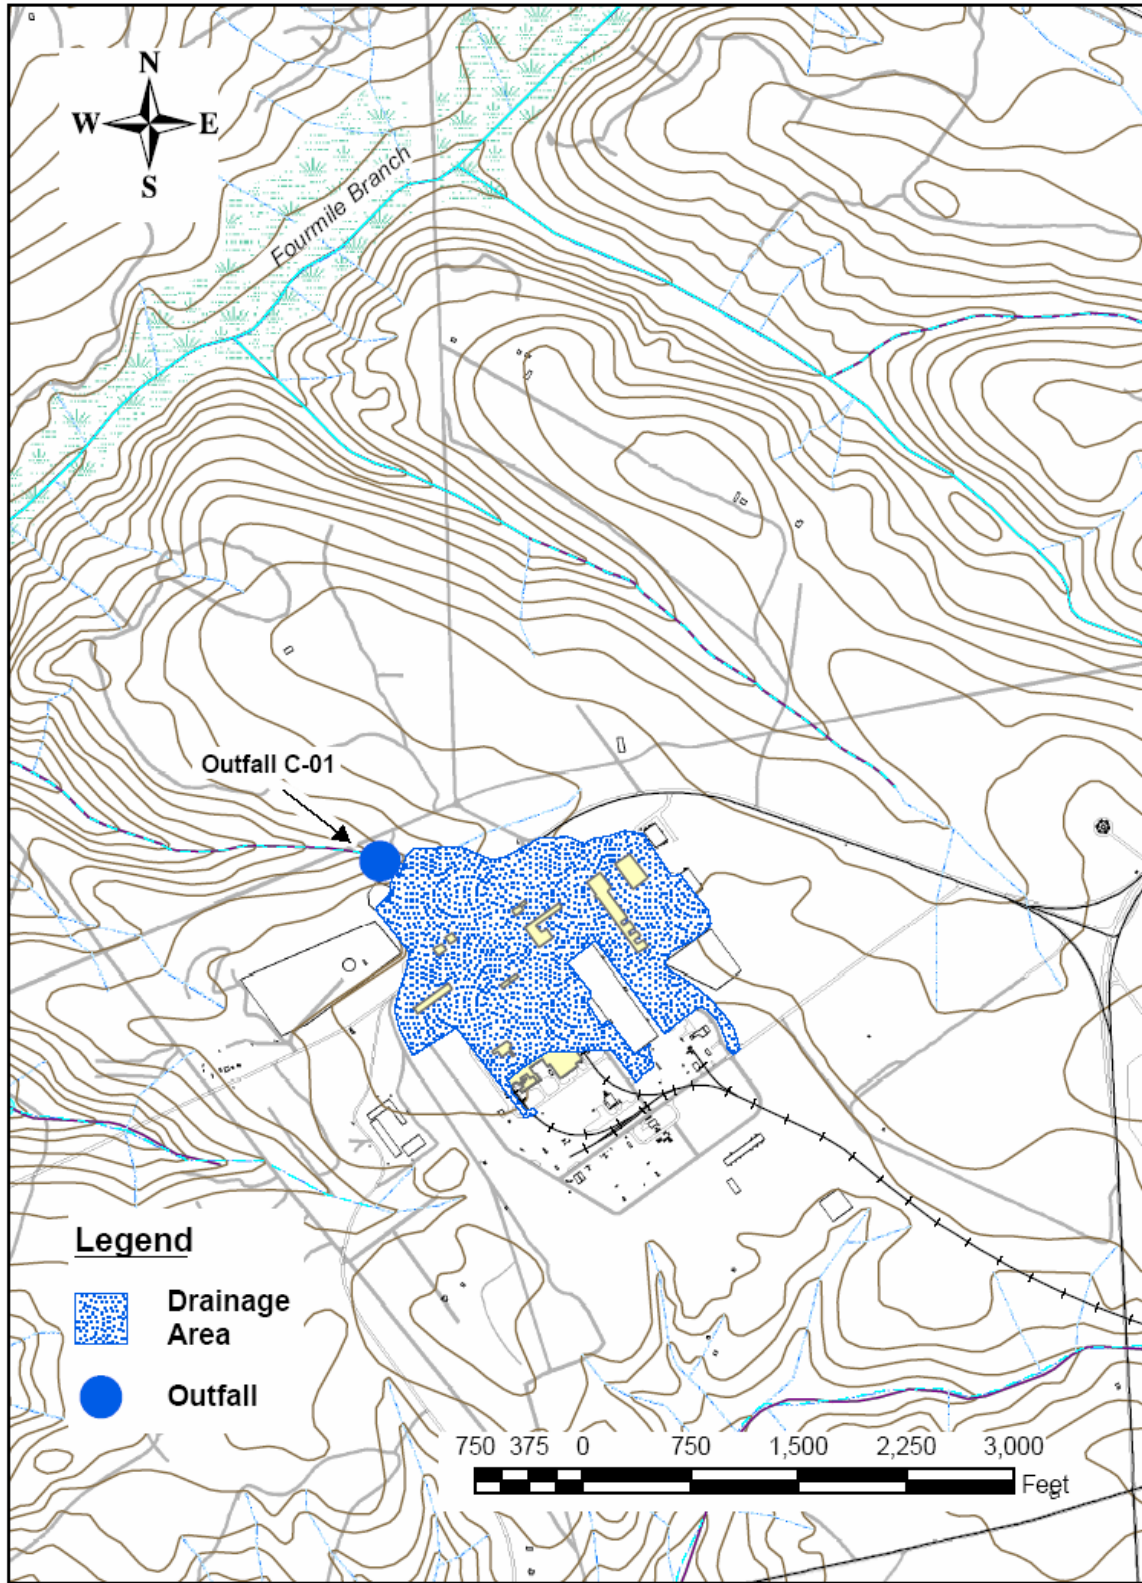 N
W E
S
Fourmile Branch
Outfall C-01
Legend
Drainage
Area
Outfall
750 375 0 750 1,500 2,250 3,000
Feet